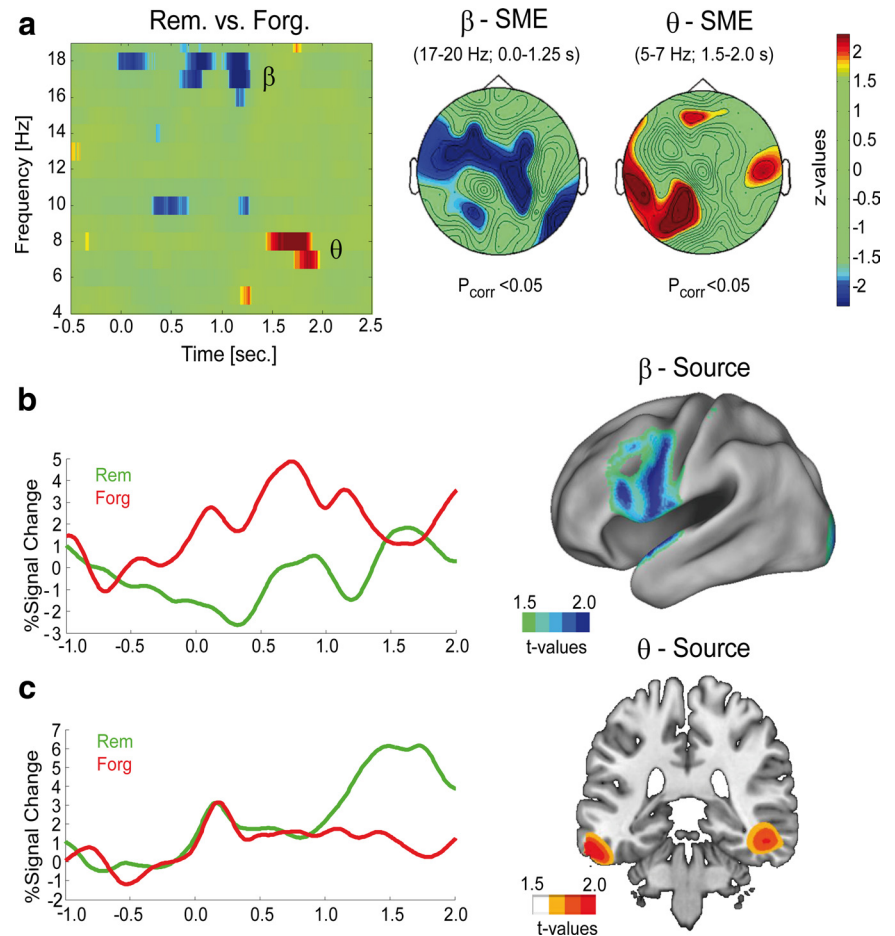 a
Rem. vs. Forg.
18
16
14
12
10
8
6
4
Frequency [Hz]
β
θ
-0.5 0.0 0.5 1.0 1.5 2.0 2.5
Time [sec.]
β - SME
(17-20 Hz; 0.0-1.25 s)
Pcorr <0.05
θ - SME
(5-7 Hz; 1.5-2.0 s)
Pcorr <0.05
2
1.5
1
0.5
0
-0.5
-1
-1.5
-2
z-values
b
5
4
3
2
1
0
-1
-2
-3
%Signal Change
Rem
Forg
-1.0 -0.5 0.0 0.5 1.0 1.5 2.0
β - Source
1.5 2.0
t-values
c
7
6
5
4
3
2
1
0
-1
-2
%Signal Change
Rem
Forg
-1.0 -0.5 0.0 0.5 1.0 1.5 2.0
θ - Source
1.5 2.0
t-values